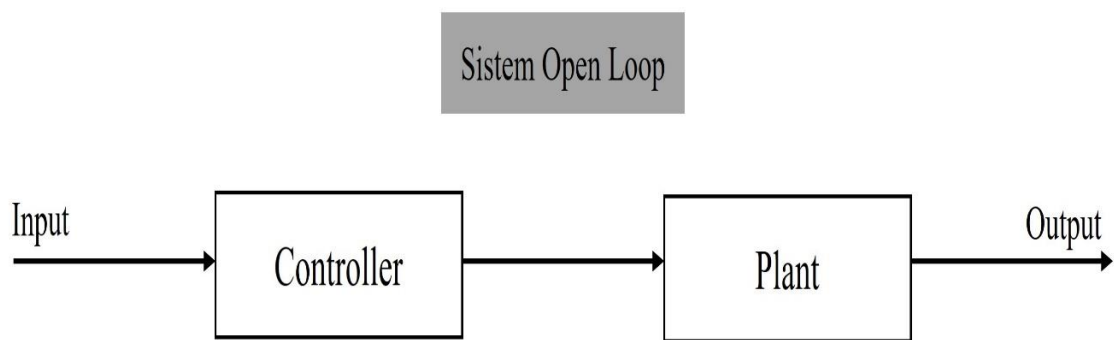 Sistem Open Loop
Input
Controller
Plant
Output